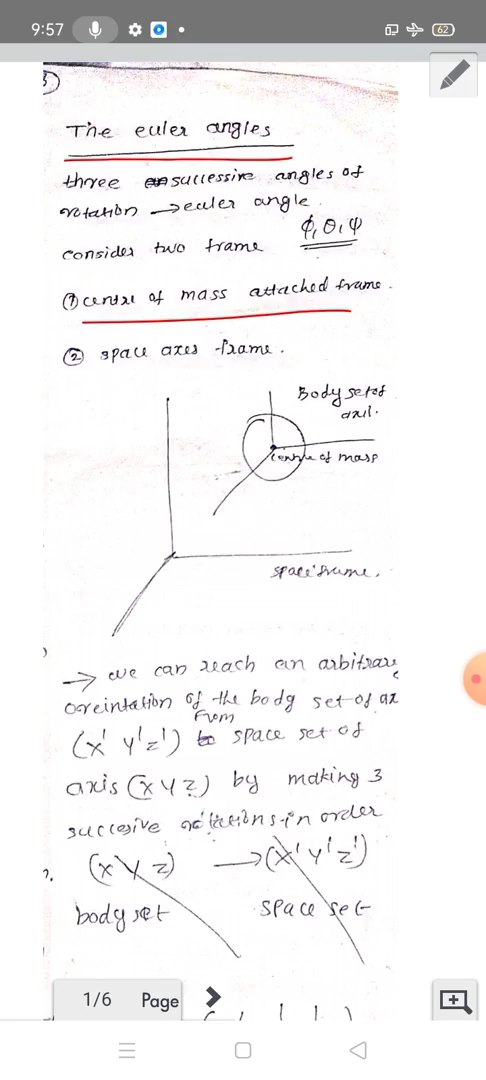 9:57
62
The euler angles
three successive angles of
rotation → euler angle.
ϕ, θ, ψ
consider two frame
① centre of mass attached frame.
② space axes frame.
Body set of
axis.
centre of mass
space frame.
→ we can reach an arbitrary
oreintation of the body set of ax
from
(x' y' z') to space set of
axis (x y z) by making 3
succesive rotations in order
(x y z) → (x' y' z')
body set space set
1/6 Page